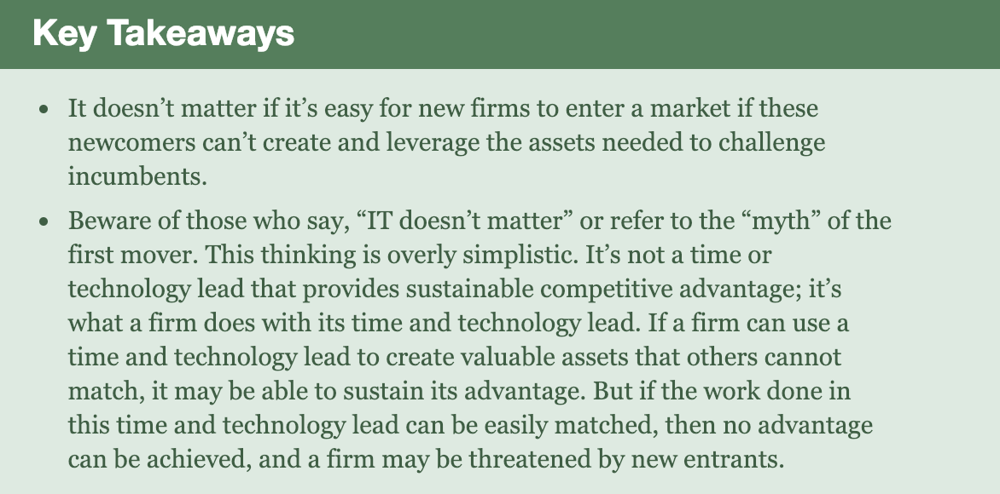 Key Takeaways
• It doesn’t matter if it’s easy for new firms to enter a market if these
newcomers can’t create and leverage the assets needed to challenge
incumbents.
• Beware of those who say, “IT doesn’t matter” or refer to the “myth” of the
first mover. This thinking is overly simplistic. It’s not a time or
technology lead that provides sustainable competitive advantage; it’s
what a firm does with its time and technology lead. If a firm can use a
time and technology lead to create valuable assets that others cannot
match, it may be able to sustain its advantage. But if the work done in
this time and technology lead can be easily matched, then no advantage
can be achieved, and a firm may be threatened by new entrants.